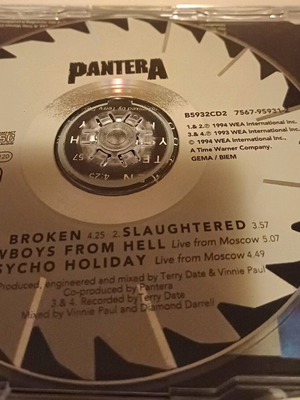 PANTERA
B5932CD2 7567-95931
1 & 2.℗ 1994 WEA International Inc.
3 & 4.℗ 1993 WEA International Inc.
© 1994 WEA International Inc.,
A Time Warner Company.
GEMA / BIEM
BROKEN 4.25 2. SLAUGHTERED 3.57
WBOYS FROM HELL Live from Moscow 5.07
SYCHO HOLIDAY Live from Moscow 4.49
Produced, engineered and mixed by Terry Date & Vinnie Paul
Co-produced by Pantera
3 & 4. Recorded by Terry Date
Mixed by Vinnie Paul and Diamond Darrell